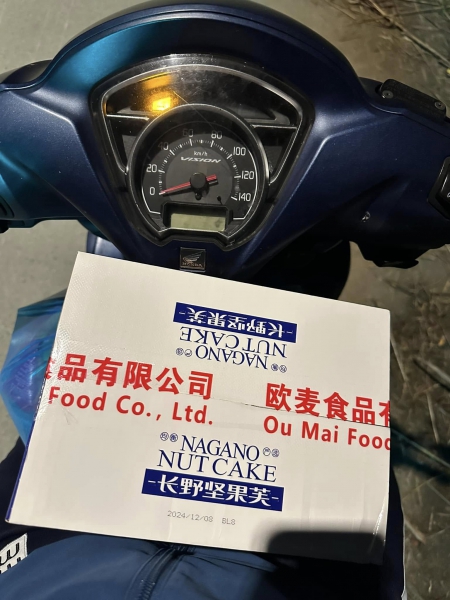 km/h
VISION
0
20
40
60
80
100
120
140
-长野坚果芙-
NAGANO
NUT CAKE
品有限公司
Food Co., Ltd.
欧麦食品有
Ou Mai Food
NAGANO
NUT CAKE
-长野坚果芙-
2024/12/08 BL8